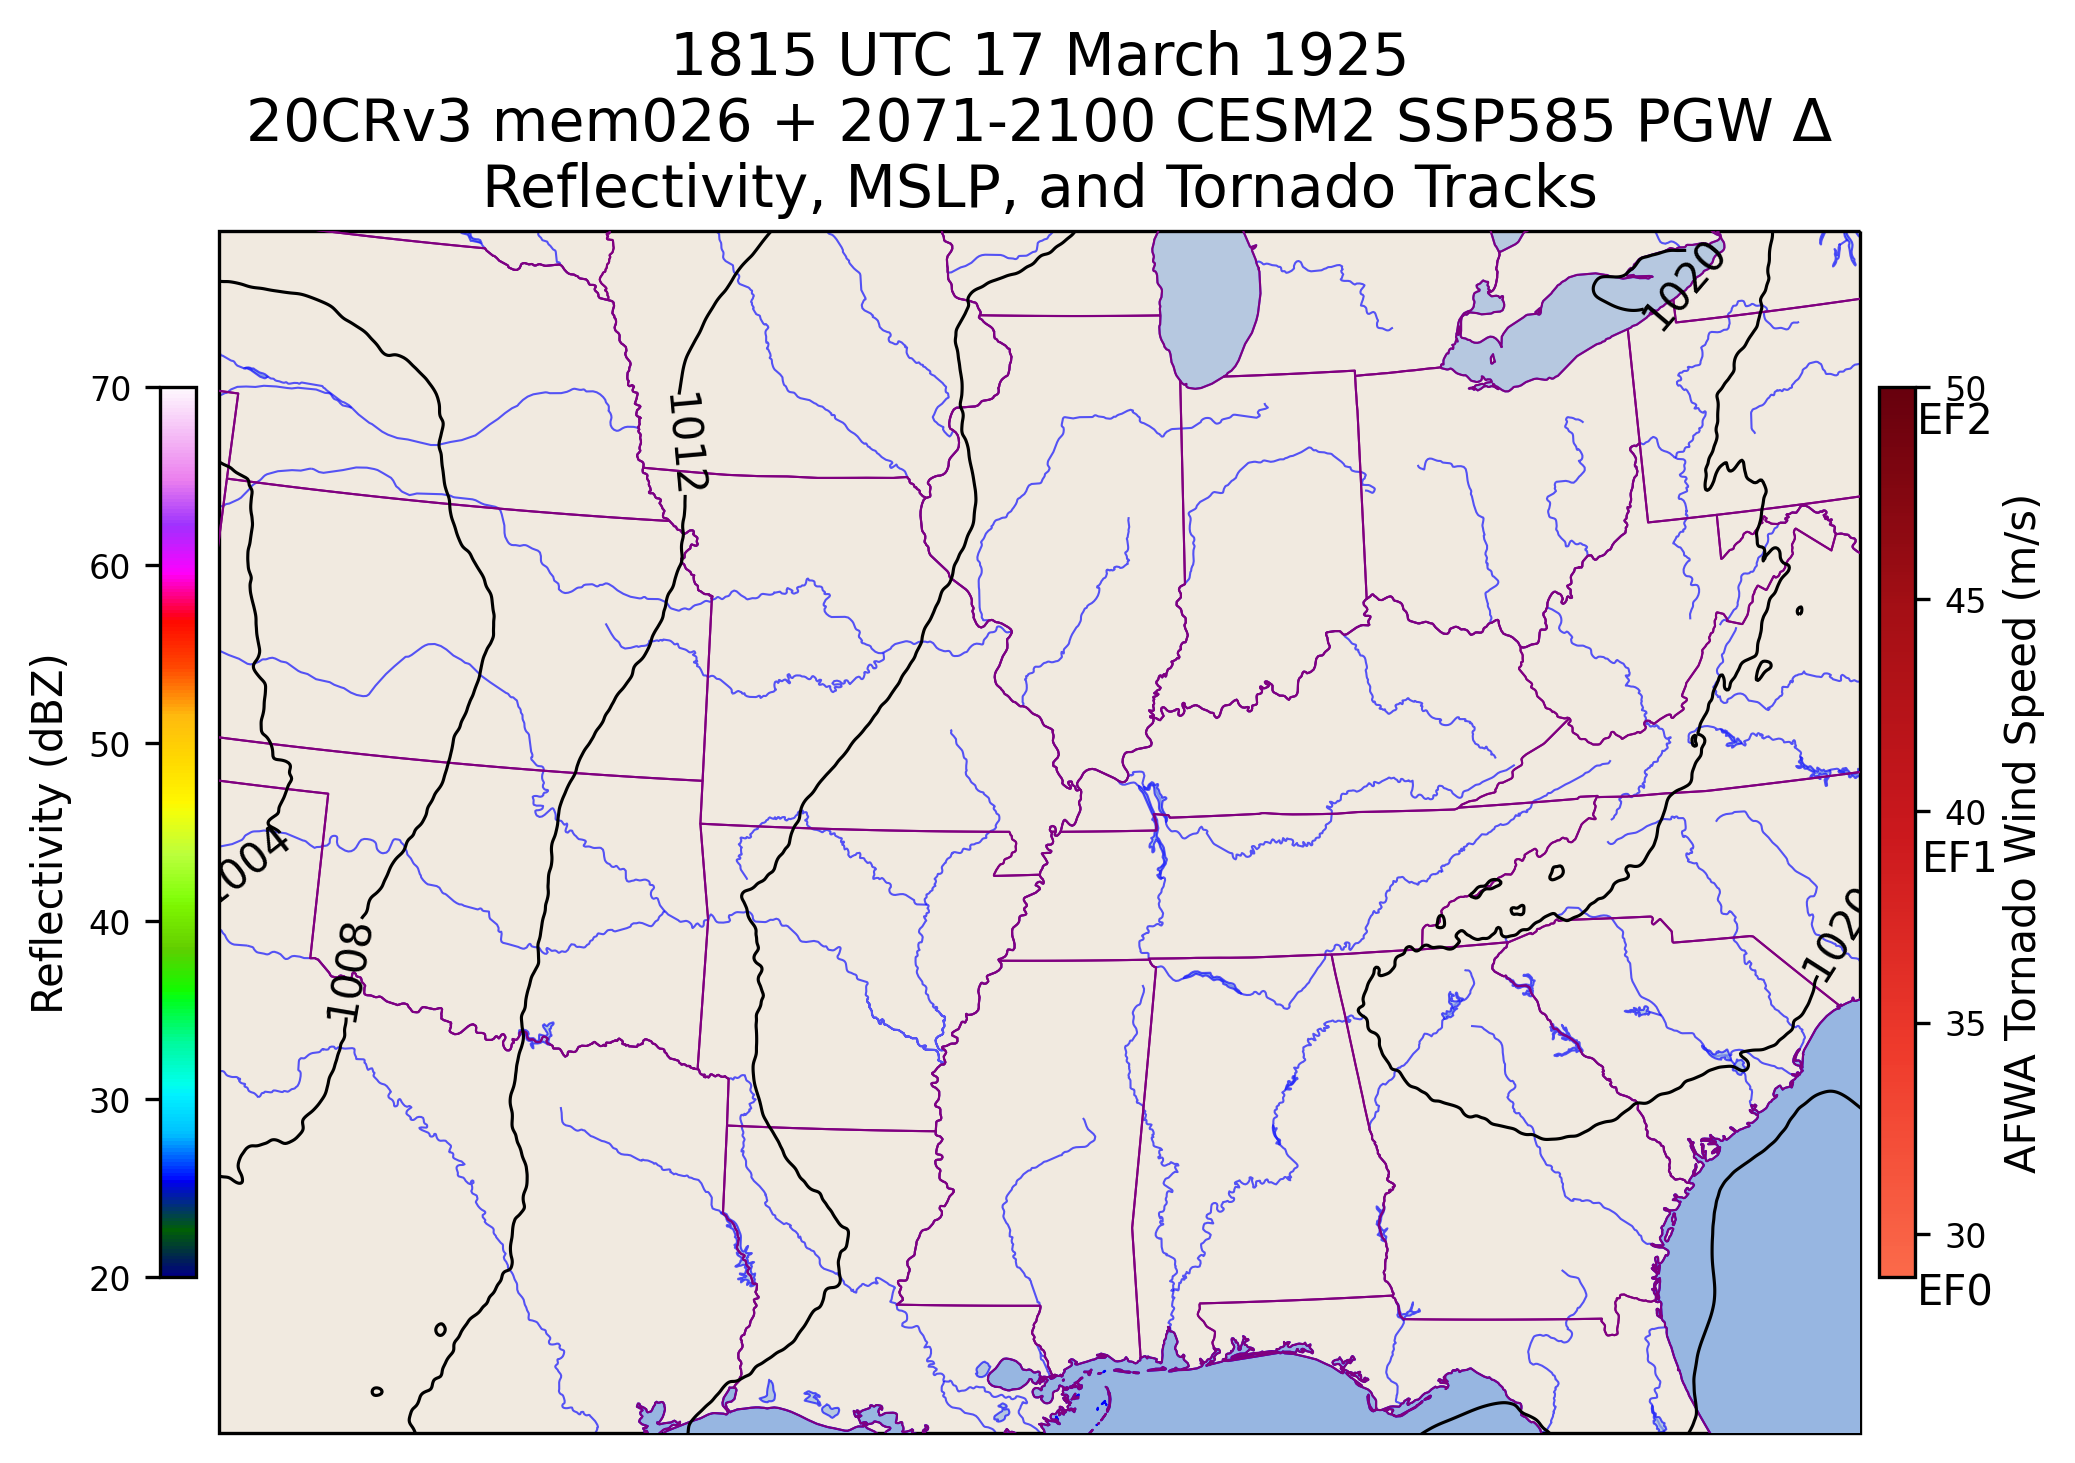 1815 UTC 17 March 1925
20CRv3 mem026 + 2071-2100 CESM2 SSP585 PGW Δ
Reflectivity, MSLP, and Tornado Tracks
Reflectivity (dBZ)
70
60
50
40
30
20
1020
1012
1004
1008
1020
50
EF2
45
40
EF1
35
30
EF0
AFWA Tornado Wind Speed (m/s)